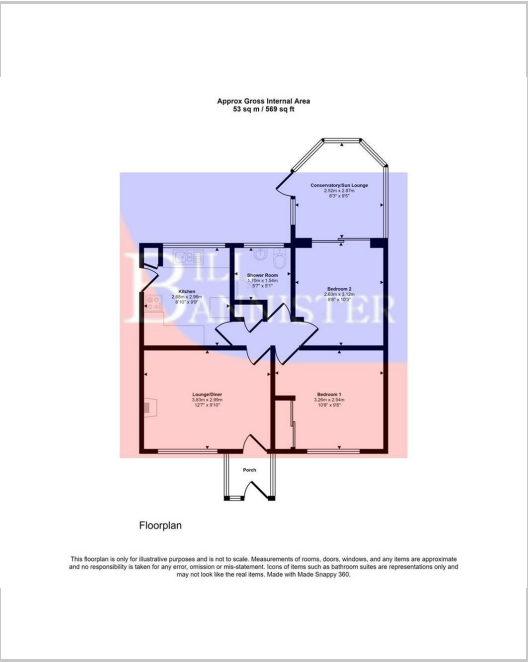 Approx Gross Internal Area
53 sq m / 569 sq ft
Conservatory/Sun Lounge
2.52m x 2.87m
8'3" x 9'5"
BILL
BANNISTER
Kitchen
2.68m x 2.98m
8'10" x 9'9"
Shower Room
1.70m x 1.54m
5'7" x 5'1"
Bedroom 2
2.63m x 3.12m
8'8" x 10'3"
Lounge/Diner
3.83m x 2.99m
12'7" x 9'10"
Bedroom 1
3.26m x 2.94m
10'8" x 9'8"
Porch
Floorplan
This floorplan is only for illustrative purposes and is not to scale. Measurements of rooms, doors, windows, and any items are approximate
and no responsibility is taken for any error, omission or mis-statement. Icons of items such as bathroom suites are representations only and
may not look like the real items. Made with Made Snappy 360.